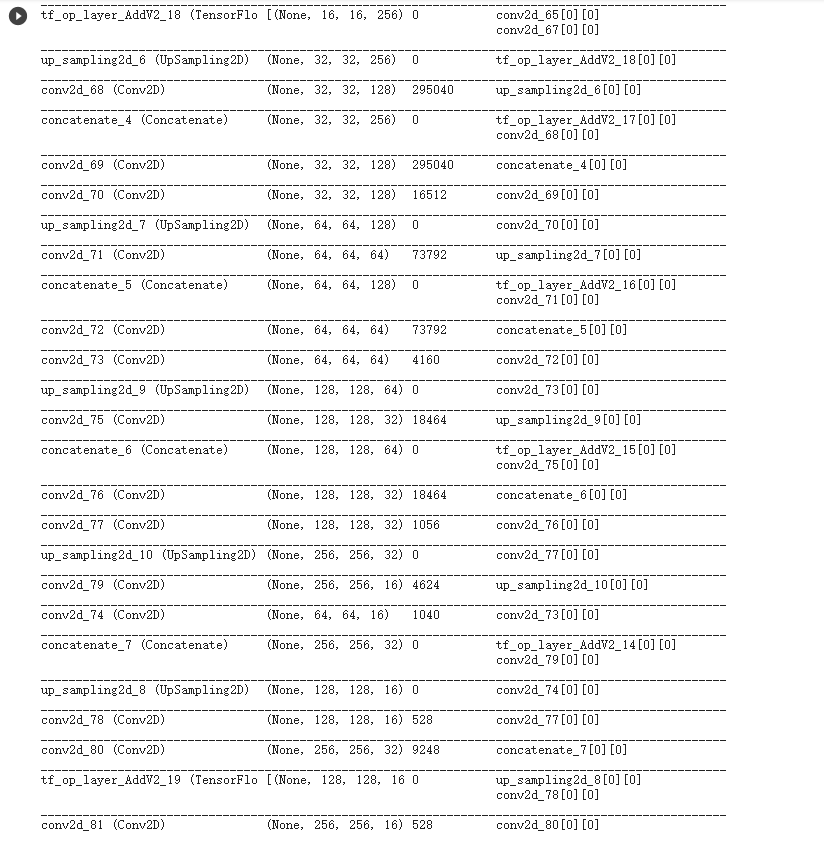 tf_op_layer_AddV2_18 (TensorFlo [(None, 16, 16, 256) 0 conv2d_65[0][0]
conv2d_67[0][0]
up_sampling2d_6 (UpSampling2D) (None, 32, 32, 256) 0 tf_op_layer_AddV2_18[0][0]
conv2d_68 (Conv2D) (None, 32, 32, 128) 295040 up_sampling2d_6[0][0]
concatenate_4 (Concatenate) (None, 32, 32, 256) 0 tf_op_layer_AddV2_17[0][0]
conv2d_68[0][0]
conv2d_69 (Conv2D) (None, 32, 32, 128) 295040 concatenate_4[0][0]
conv2d_70 (Conv2D) (None, 32, 32, 128) 16512 conv2d_69[0][0]
up_sampling2d_7 (UpSampling2D) (None, 64, 64, 128) 0 conv2d_70[0][0]
conv2d_71 (Conv2D) (None, 64, 64, 64) 73792 up_sampling2d_7[0][0]
concatenate_5 (Concatenate) (None, 64, 64, 128) 0 tf_op_layer_AddV2_16[0][0]
conv2d_71[0][0]
conv2d_72 (Conv2D) (None, 64, 64, 64) 73792 concatenate_5[0][0]
conv2d_73 (Conv2D) (None, 64, 64, 64) 4160 conv2d_72[0][0]
up_sampling2d_9 (UpSampling2D) (None, 128, 128, 64) 0 conv2d_73[0][0]
conv2d_75 (Conv2D) (None, 128, 128, 32) 18464 up_sampling2d_9[0][0]
concatenate_6 (Concatenate) (None, 128, 128, 64) 0 tf_op_layer_AddV2_15[0][0]
conv2d_75[0][0]
conv2d_76 (Conv2D) (None, 128, 128, 32) 18464 concatenate_6[0][0]
conv2d_77 (Conv2D) (None, 128, 128, 32) 1056 conv2d_76[0][0]
up_sampling2d_10 (UpSampling2D) (None, 256, 256, 32) 0 conv2d_77[0][0]
conv2d_79 (Conv2D) (None, 256, 256, 16) 4624 up_sampling2d_10[0][0]
conv2d_74 (Conv2D) (None, 64, 64, 16) 1040 conv2d_73[0][0]
concatenate_7 (Concatenate) (None, 256, 256, 32) 0 tf_op_layer_AddV2_14[0][0]
conv2d_79[0][0]
up_sampling2d_8 (UpSampling2D) (None, 128, 128, 16) 0 conv2d_74[0][0]
conv2d_78 (Conv2D) (None, 128, 128, 16) 528 conv2d_77[0][0]
conv2d_80 (Conv2D) (None, 256, 256, 32) 9248 concatenate_7[0][0]
tf_op_layer_AddV2_19 (TensorFlo [(None, 128, 128, 16 0 up_sampling2d_8[0][0]
conv2d_78[0][0]
conv2d_81 (Conv2D) (None, 256, 256, 16) 528 conv2d_80[0][0]